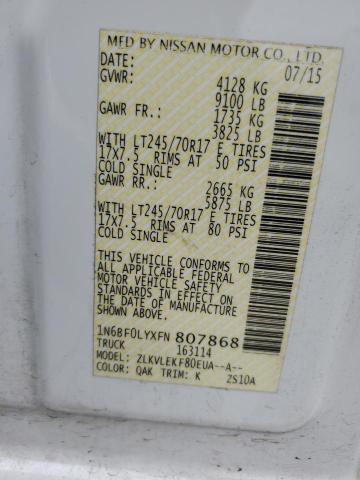 MFD BY NISSAN MOTOR CO., LTD.
DATE: 07/15
GVWR: 4128 KG
9100 LB
GAWR FR.: 1735 KG
3825 LB
WITH LT245/70R17 E TIRES
17X7.5 RIMS AT 50 PSI
COLD SINGLE
GAWR RR.: 2665 KG
5875 LB
WITH LT245/70R17 E TIRES
17X7.5 RIMS AT 80 PSI
COLD SINGLE
THIS VEHICLE CONFORMS TO
ALL APPLICABLE FEDERAL
MOTOR VEHICLE SAFETY
STANDARDS IN EFFECT ON
THE DATE OF MANUFACTURE
SHOWN ABOVE.
1N6BF0LYXFN 807868
TRUCK 163114
MODEL: ZLKVLEKF80EUA--A--
COLOR: QAK TRIM: K ZS10A